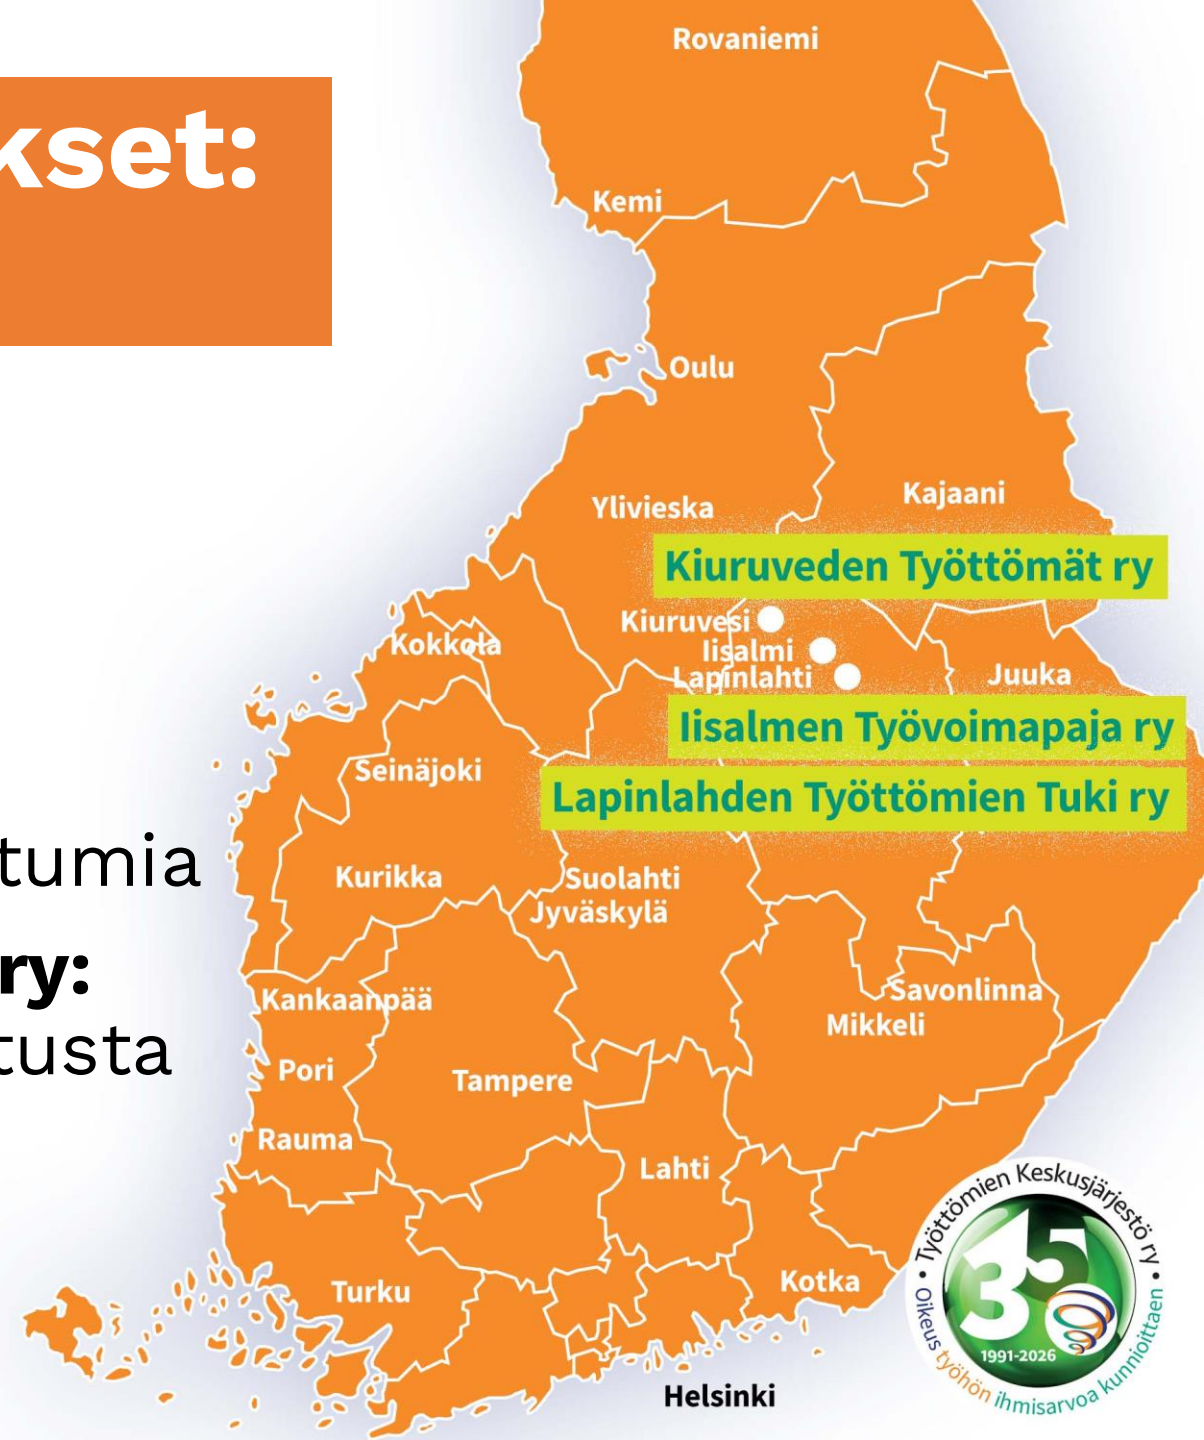 kset:
tumia
ry:
tusta
Rovaniemi
Kemi
Oulu
Kajaani
Ylivieska
Kiuruveden Työttömät ry
Kiuruvesi
Iisalmi
Lapinlahti
Kokkola
Juuka
Iisalmen Työvoimapaja ry
Seinäjoki
Lapinlahden Työttömien Tuki ry
Kurikka
Suolahti
Jyväskylä
Kankaanpää
Savonlinna
Mikkeli
Pori
Tampere
Rauma
Lahti
Turku
Kotka
Helsinki
• Työttömien Keskusjärjestö ry •
35
1991-2026
Oikeus työhön ihmisarvoa kunnioittaen